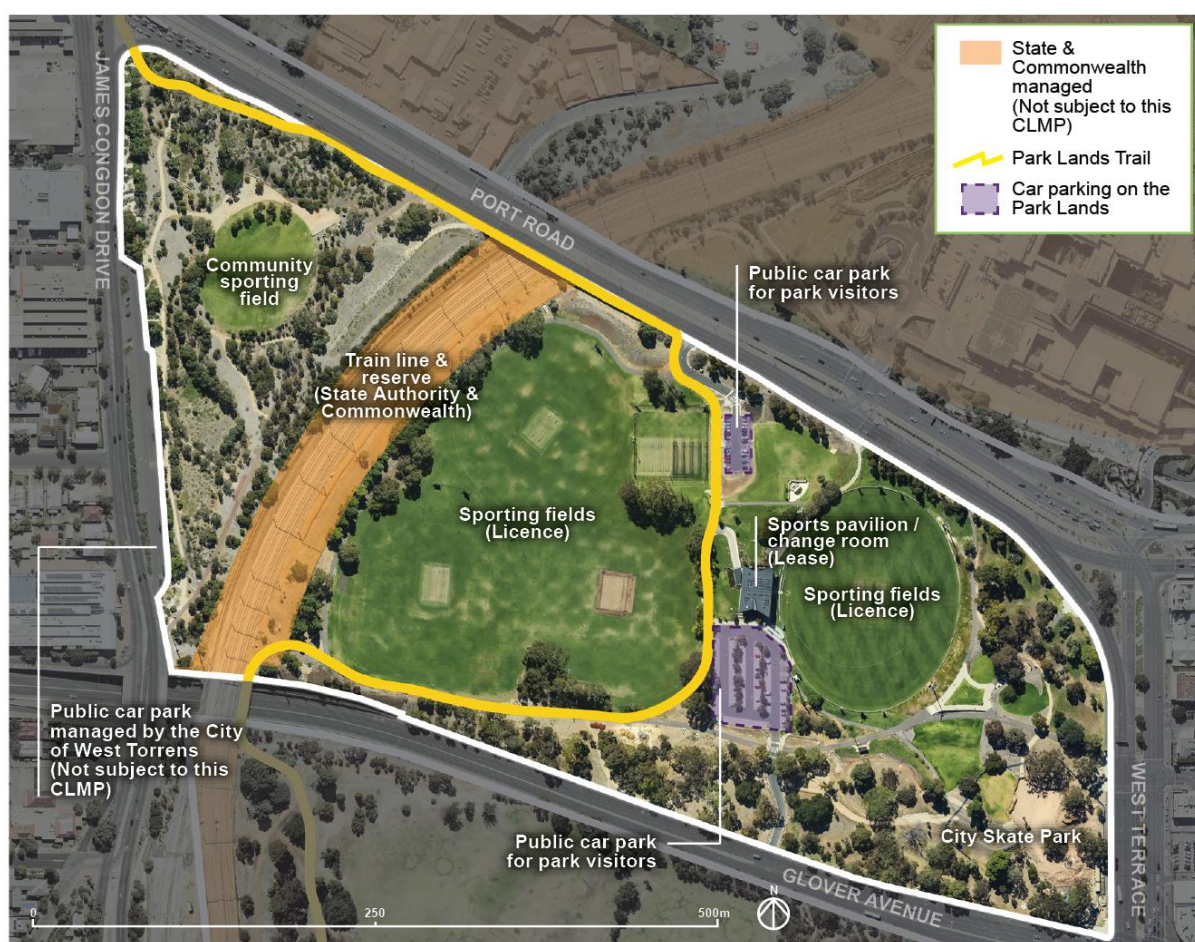 State &
Commonwealth
managed
(Not subject to this
CLMP)
Park Lands Trail
Car parking on the
Park Lands
JAMES CONGDON DRIVE
PORT ROAD
Community
sporting
field
Public car park
for park visitors
Train line &
reserve
(State Authority &
Commonwealth)
Sporting fields
(Licence)
Sports pavilion /
change room
(Lease)
Sporting fields
(Licence)
Public car park
managed by the City
of West Torrens
(Not subject to this
CLMP)
Public car park
for park visitors
City Skate Park
WEST TERRACE
GLOVER AVENUE
0
250
500m
N